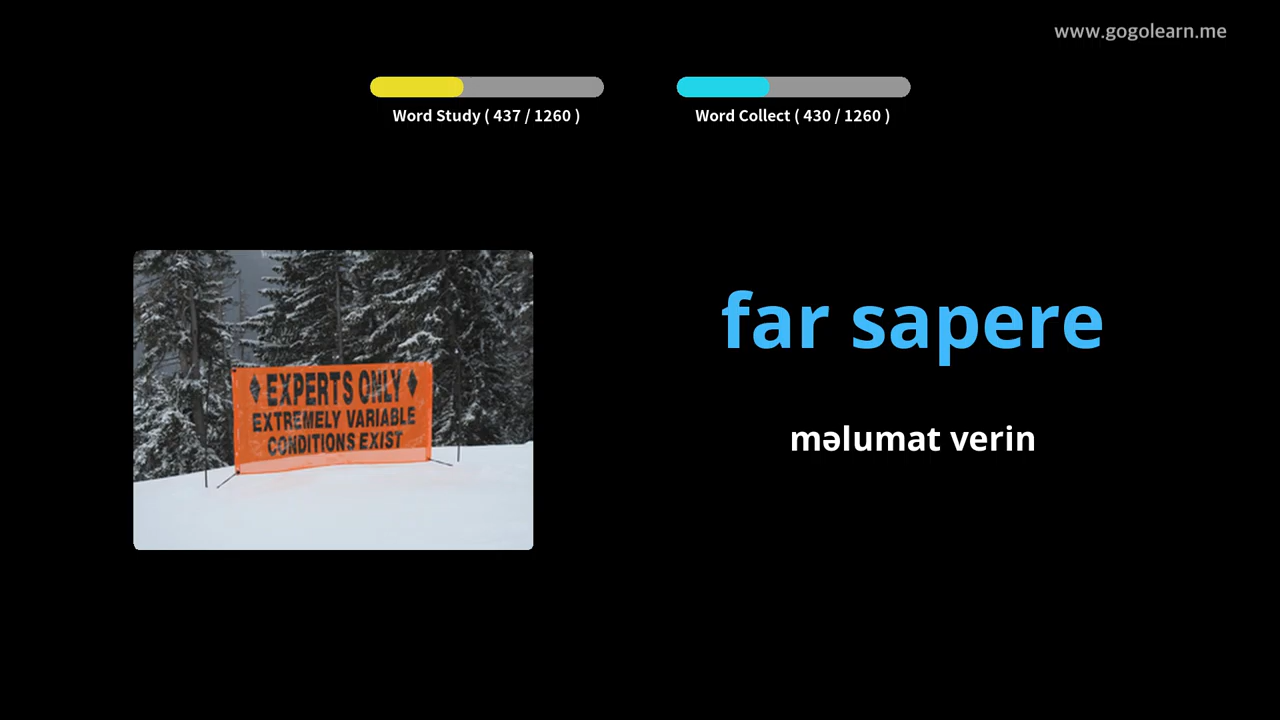 www.gogolearn.me
Word Study ( 437 / 1260 )
Word Collect ( 430 / 1260 )
EXPERTS ONLY
EXTREMELY VARIABLE
CONDITIONS EXIST
far sapere
məlumat verin